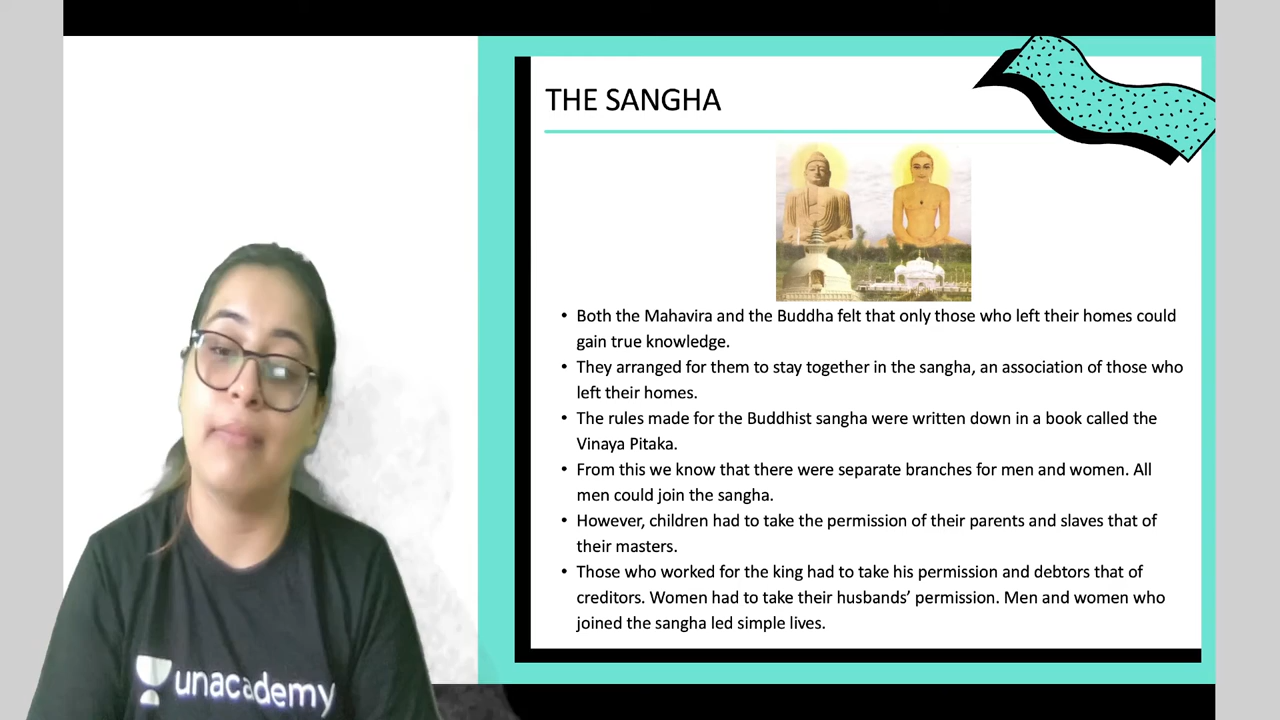 THE SANGHA
• Both the Mahavira and the Buddha felt that only those who left their homes could
gain true knowledge.
• They arranged for them to stay together in the sangha, an association of those who
left their homes.
• The rules made for the Buddhist sangha were written down in a book called the
Vinaya Pitaka.
• From this we know that there were separate branches for men and women. All
men could join the sangha.
• However, children had to take the permission of their parents and slaves that of
their masters.
• Those who worked for the king had to take his permission and debtors that of
creditors. Women had to take their husbands’ permission. Men and women who
joined the sangha led simple lives.
unacademy